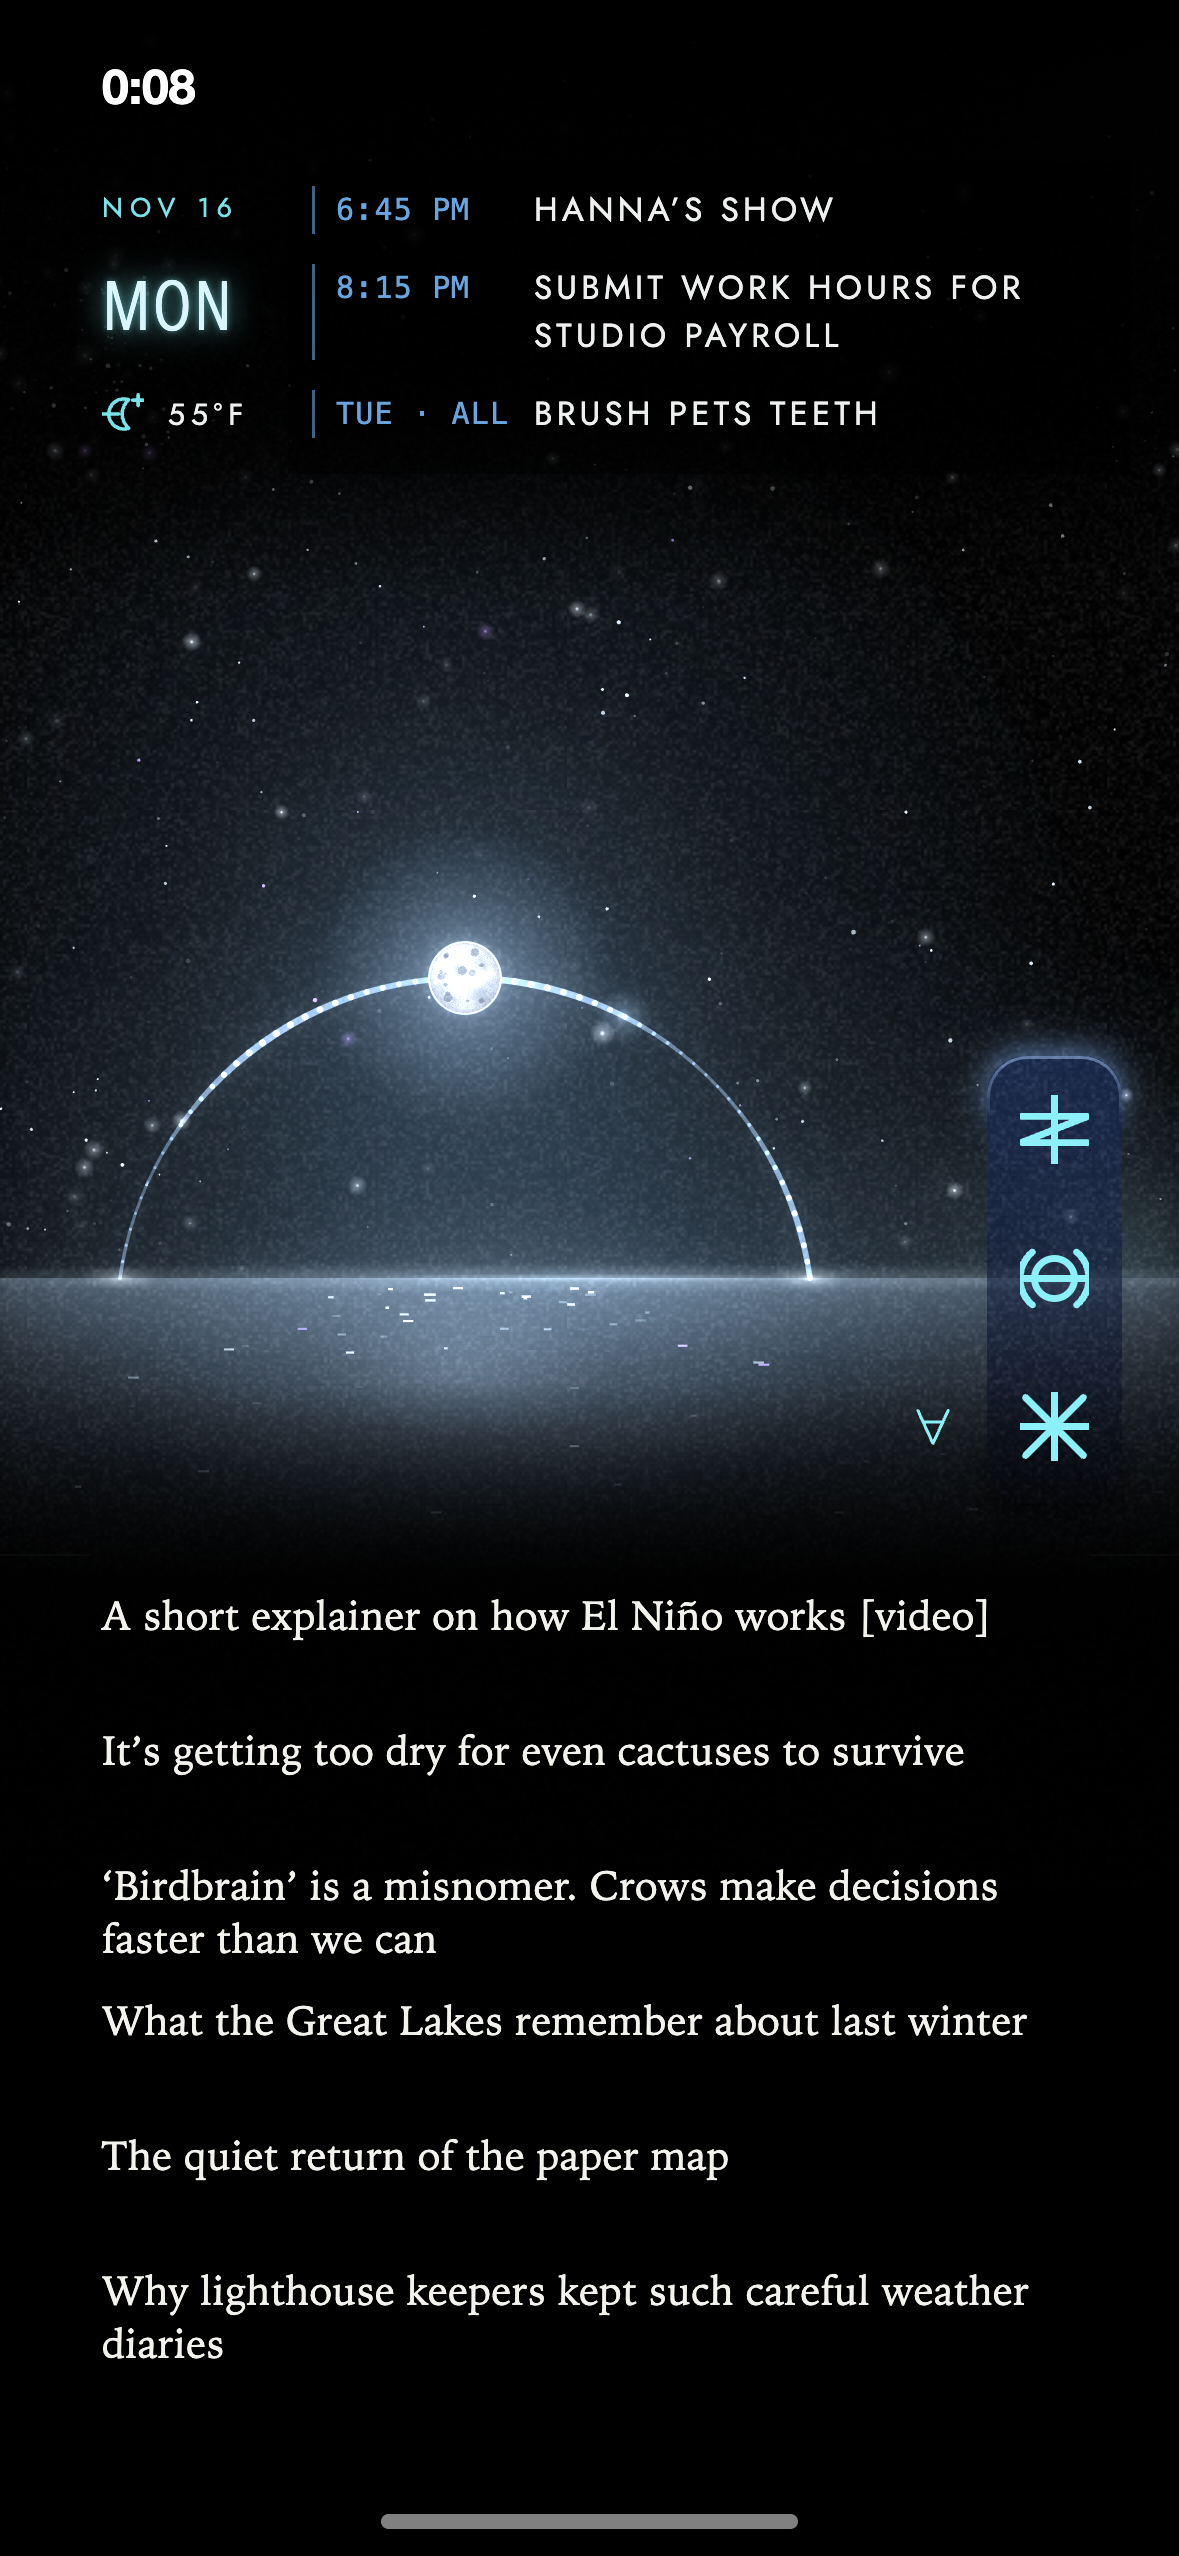 0:08
NOV 16
MON
55°F
6:45 PM HANNA’S SHOW
8:15 PM SUBMIT WORK HOURS FOR
STUDIO PAYROLL
TUE · ALL BRUSH PETS TEETH
∀
A short explainer on how El Niño works [video]
It’s getting too dry for even cactuses to survive
‘Birdbrain’ is a misnomer. Crows make decisions
faster than we can
What the Great Lakes remember about last winter
The quiet return of the paper map
Why lighthouse keepers kept such careful weather
diaries